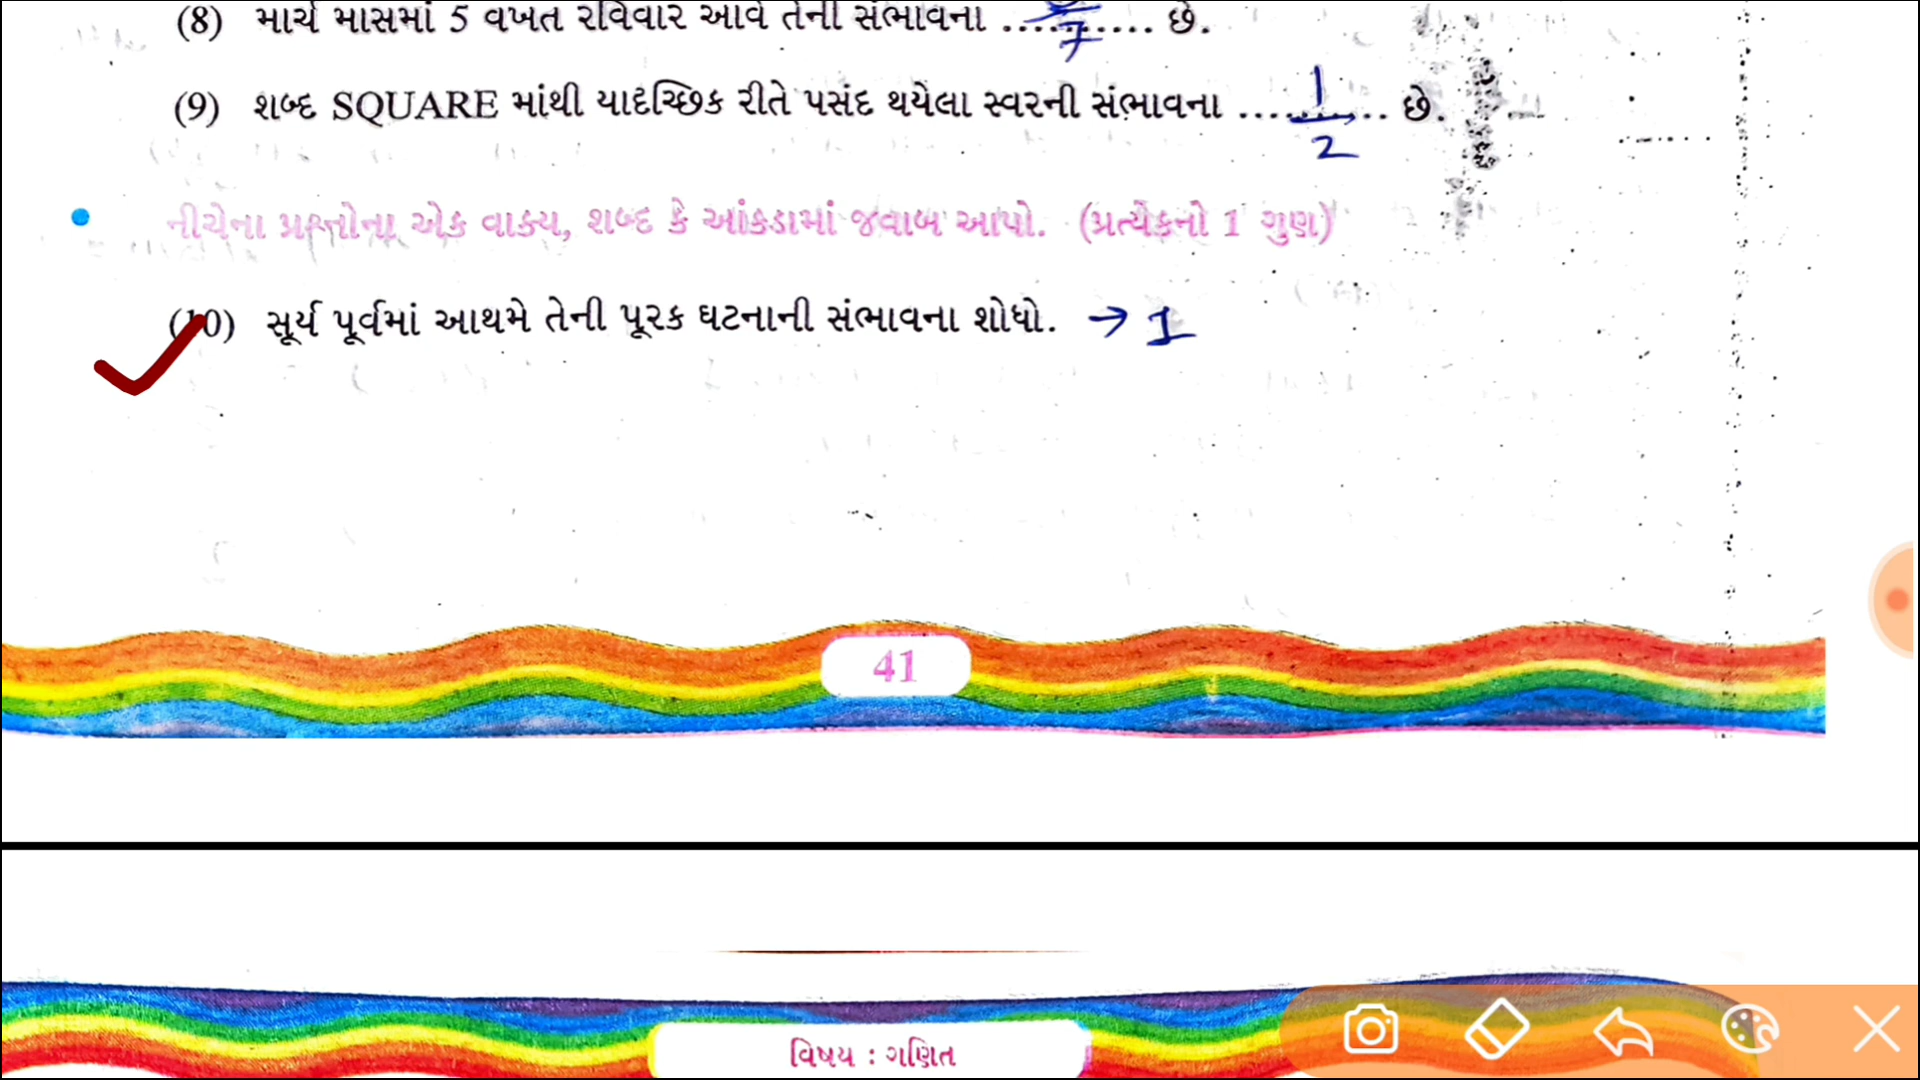 (8) માર્ચ માસમાં 5 વખત રવિવાર આવે તેની સંભાવના .......... છે.
7
(9) શબ્દ SQUARE માંથી યાદચ્છિક રીતે પસંદ થયેલા સ્વરની સંભાવના .......... છે.
1
2
નીચેના પ્રશ્નોના એક વાક્ય, શબ્દ કે આંકડામાં જવાબ આપો. (પ્રત્યેકનો 1 ગુણ)
(10) સૂર્ય પૂર્વમાં આથમે તેની પૂરક ઘટનાની સંભાવના શોધો. → 1
41
વિષય : ગણિત